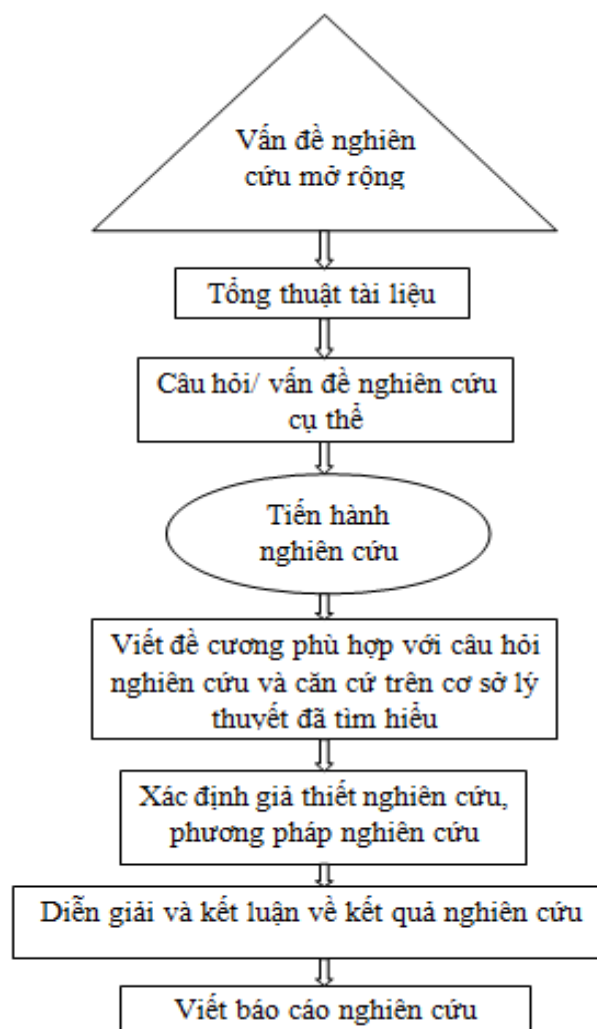 Vấn đề nghiên
cứu mở rộng
Tổng thuật tài liệu
Câu hỏi/ vấn đề nghiên cứu
cụ thể
Tiến hành
nghiên cứu
Viết đề cương phù hợp với câu hỏi
nghiên cứu và căn cứ trên cơ sở lý
thuyết đã tìm hiểu
Xác định giả thiết nghiên cứu,
phương pháp nghiên cứu
Diễn giải và kết luận về kết quả nghiên cứu
Viết báo cáo nghiên cứu